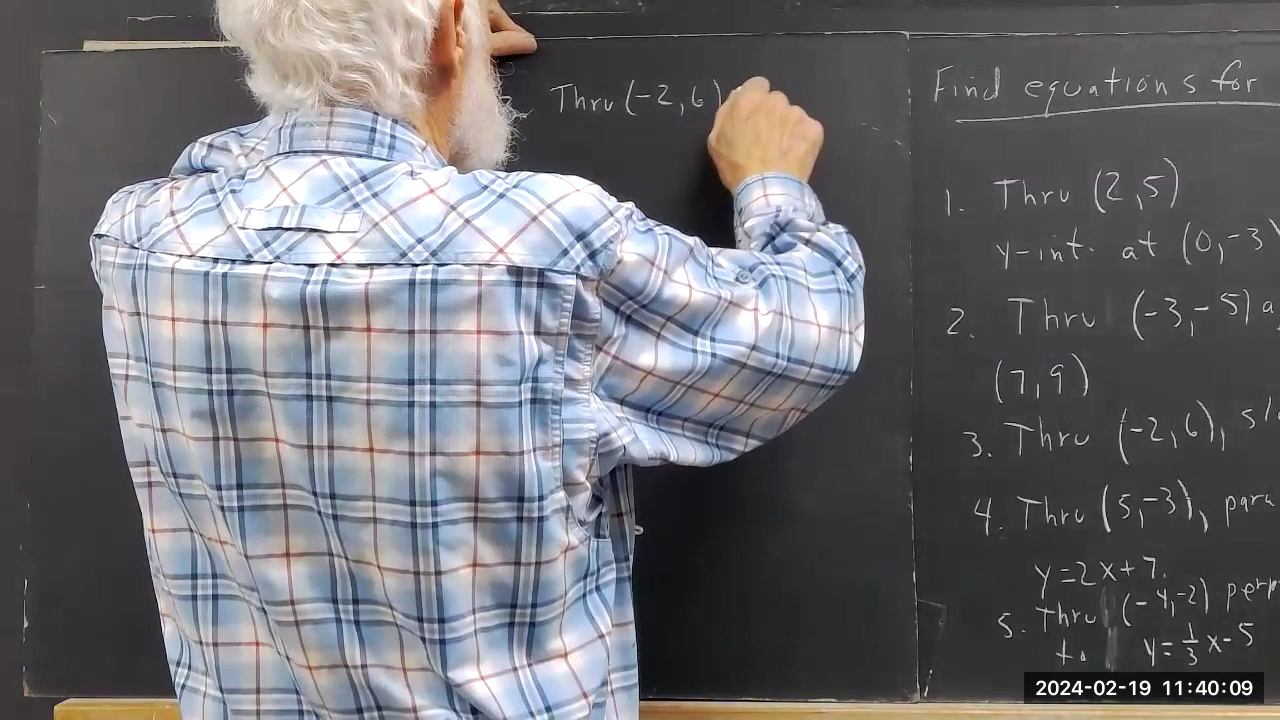 Thru (-2,6)
Find equations for
1. Thru (2,5)
y-int. at (0,-3)
2. Thru (-3,-5) a
(7,9)
3. Thru (-2,6), sl
4. Thru (5,-3), para
y=2x+7.
5. Thru (-4,-2) perp
to y=1/3x-5
2024-02-19 11:40:09